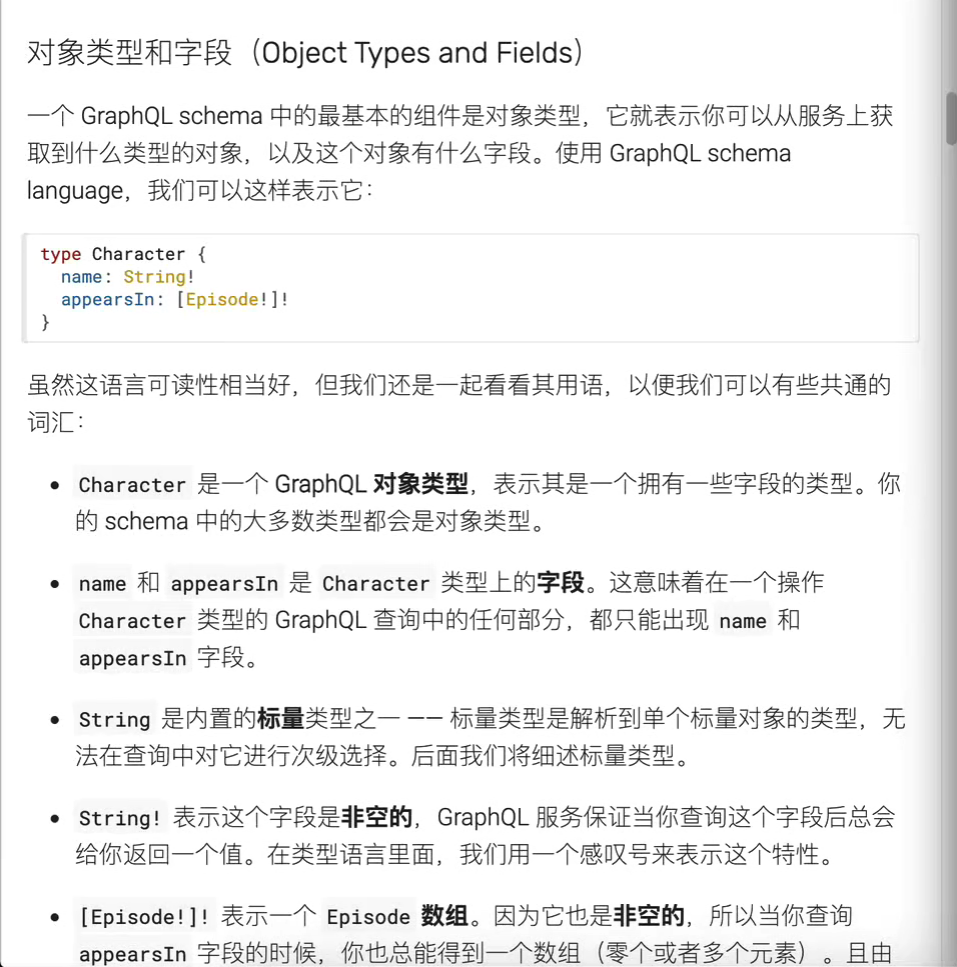 对象类型和字段（Object Types and Fields）
一个 GraphQL schema 中的最基本的组件是对象类型，它就表示你可以从服务上获
取到什么类型的对象，以及这个对象有什么字段。使用 GraphQL schema
language，我们可以这样表示它：
type Character {
  name: String!
  appearsIn: [Episode!]!
}
虽然这语言可读性相当好，但我们还是一起看看其用语，以便我们可以有些共通的
词汇：
• Character 是一个 GraphQL 对象类型，表示其是一个拥有一些字段的类型。你
的 schema 中的大多数类型都会是对象类型。
• name 和 appearsIn 是 Character 类型上的字段。这意味着在一个操作
Character 类型的 GraphQL 查询中的任何部分，都只能出现 name 和
appearsIn 字段。
• String 是内置的标量类型之一 —— 标量类型是解析到单个标量对象的类型，无
法在查询中对它进行次级选择。后面我们将细述标量类型。
• String! 表示这个字段是非空的，GraphQL 服务保证当你查询这个字段后总会
给你返回一个值。在类型语言里面，我们用一个感叹号来表示这个特性。
• [Episode!]! 表示一个 Episode 数组。因为它也是非空的，所以当你查询
appearsIn 字段的时候，你也总能得到一个数组（零个或者多个元素）。且由